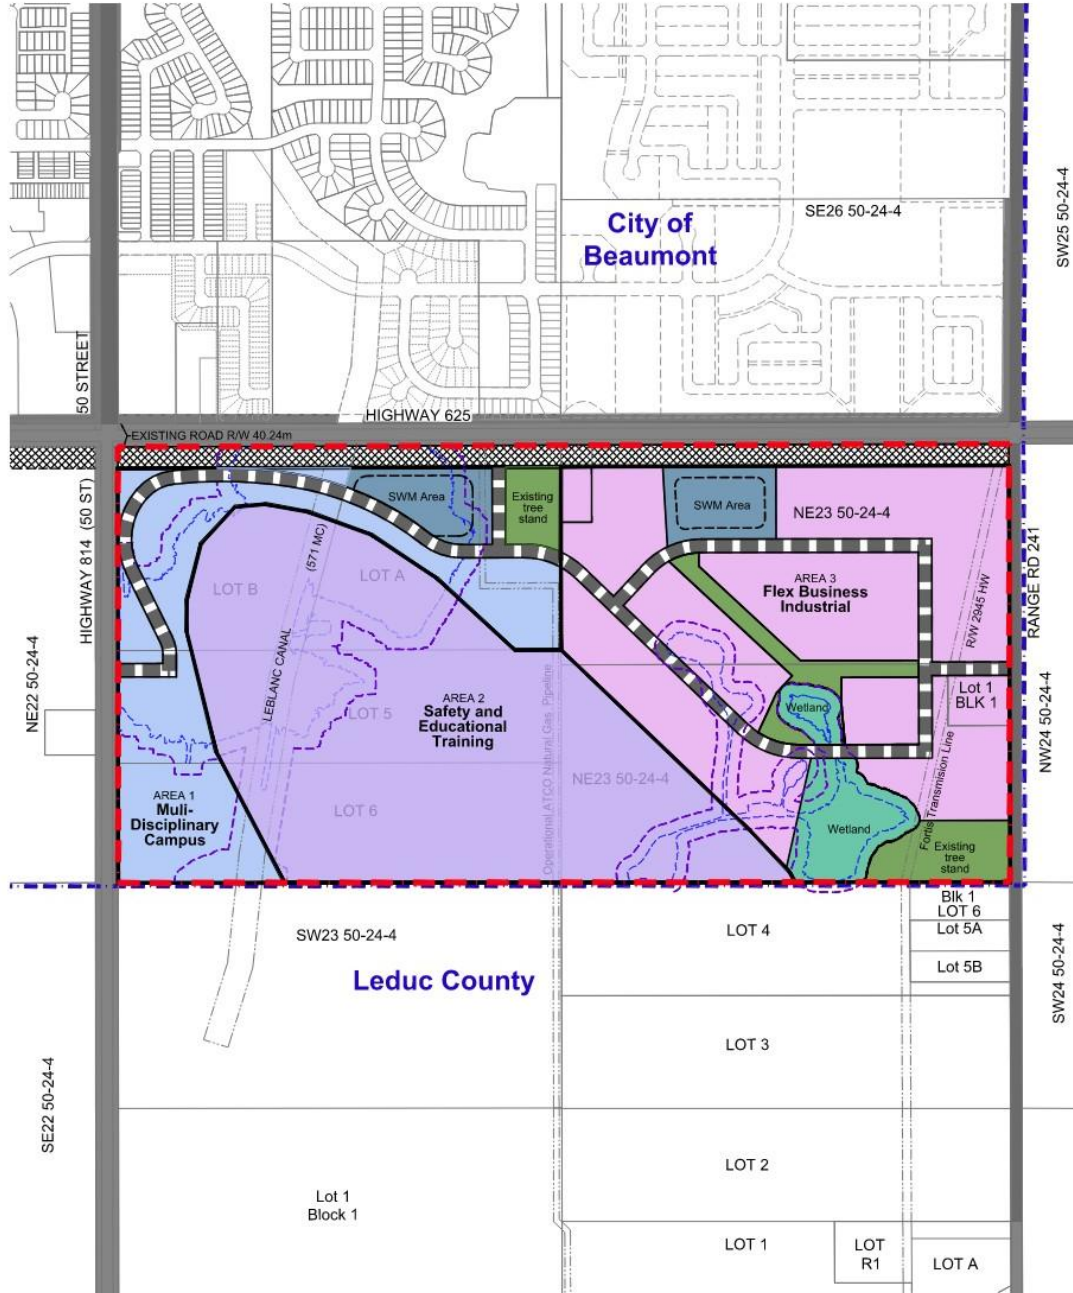 SE26 50-24-4
City of
Beaumont
SW25 50-24-4
50 STREET
HIGHWAY 625
EXISTING ROAD R/W 40.24m
SWM Area
Existing
tree
stand
SWM Area
NE23 50-24-4
HIGHWAY 814 (50 ST)
(571 MC)
LOT A
LOT B
AREA 3
Flex Business
Industrial
RANGE RD 241
R/W 2945 HW
NE22 50-24-4
LEBLANC CANAL
AREA 2
Safety and
Educational
Training
LOT 5
Operational ATCO Natural Gas Pipeline
Wetland
Lot 1
BLK 1
NW24 50-24-4
NE23 50-24-4
Fortis Transmision Line
AREA 1
Muli-
Disciplinary
Campus
LOT 6
Wetland
Existing
tree
stand
Blk 1
LOT 6
Lot 5A
Lot 5B
SW23 50-24-4
LOT 4
Leduc County
SW24 50-24-4
LOT 3
SE22 50-24-4
LOT 2
Lot 1
Block 1
LOT 1
LOT
R1
LOT A